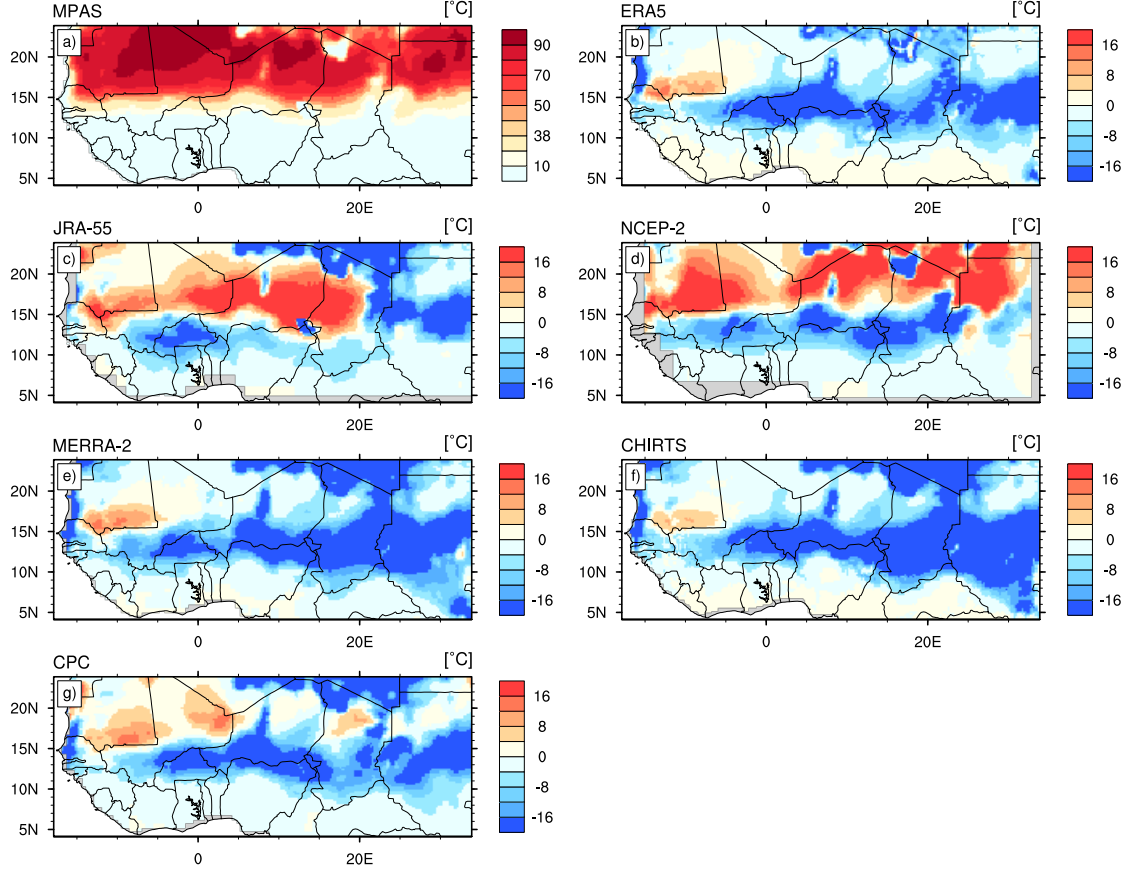 MPAS [°C] ERA5 [°C]
a) b)
20N 20N
15N 15N
10N 10N
5N 5N
0 20E 0 20E
90
70
50
38
10
16
8
0
-8
-16
JRA-55 [°C] NCEP-2 [°C]
c) d)
20N 20N
15N 15N
10N 10N
5N 5N
0 20E 0 20E
16
8
0
-8
-16
16
8
0
-8
-16
MERRA-2 [°C] CHIRTS [°C]
e) f)
20N 20N
15N 15N
10N 10N
5N 5N
0 20E 0 20E
16
8
0
-8
-16
16
8
0
-8
-16
CPC [°C]
g)
20N
15N
10N
5N
0 20E
16
8
0
-8
-16